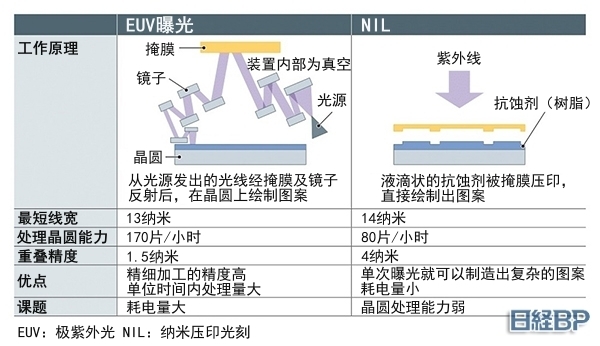 EUV曝光
NIL
工作原理
掩膜
装置内部为真空
镜子
光源
晶圆
从光源发出的光线经掩膜及镜子
反射后，在晶圆上绘制图案
紫外线
抗蚀剂（树脂）
液滴状的抗蚀剂被掩膜压印，
直接绘制出图案
最短线宽 13纳米 14纳米
处理晶圆能力 170片/小时 80片/小时
重叠精度 1.5纳米 4纳米
优点
精细加工的精度高
单位时间内处理量大
单次曝光就可以制造出复杂的图案
耗电量小
课题 耗电量大 晶圆处理能力弱
EUV：极紫外光 NIL：纳米压印光刻
日経BP